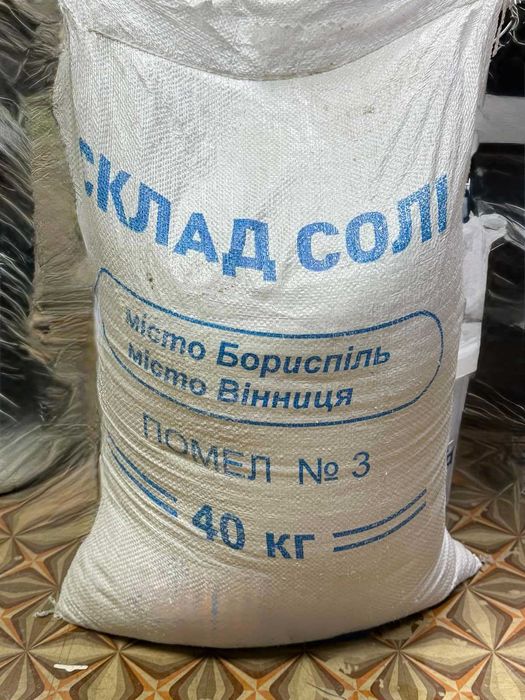 СКЛАД СОЛІ
місто Бориспіль
місто Вінниця
ПОМЕЛ № 3
40 кг